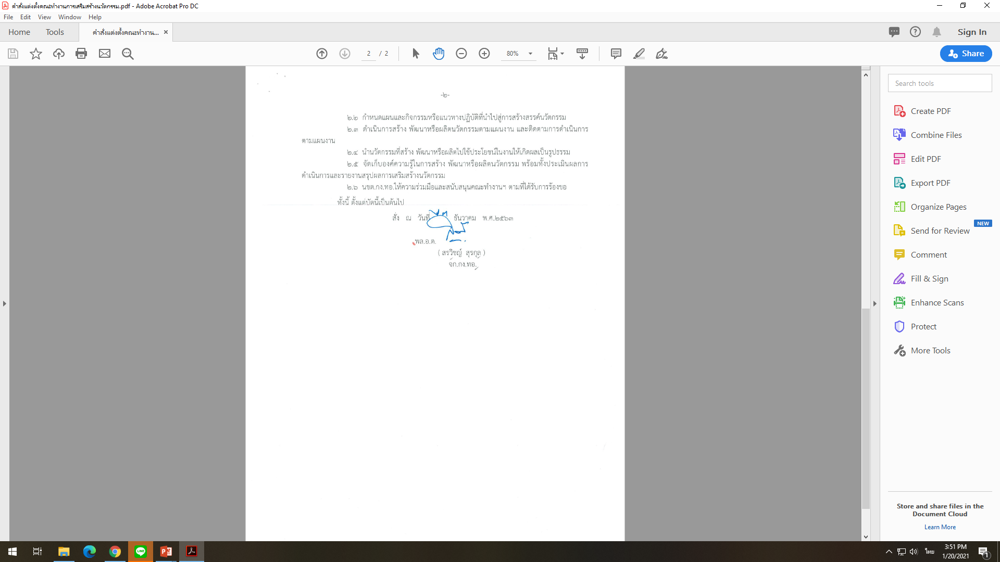 คำสั่งแต่งตั้งคณะทำงานการเสริมสร้างนวัตกรรม.pdf - Adobe Acrobat Pro DC
File Edit View Window Help
Home Tools คำสั่งแต่งตั้งคณะทำงาน... × Sign In
2 / 2 80% Share
-๒-
๒.๒ กำหนดแผนและกิจกรรมหรือแนวทางปฏิบัติที่นำไปสู่การสร้างสรรค์นวัตกรรม
๒.๓ ดำเนินการสร้าง พัฒนาหรือผลิตนวัตกรรมตามแผนงาน และติดตามการดำเนินการ
ตามแผนงาน
๒.๔ นำนวัตกรรมที่สร้าง พัฒนาหรือผลิตไปใช้ประโยชน์ในงานให้เกิดผลเป็นรูปธรรม
๒.๕ จัดเก็บองค์ความรู้ในการสร้าง พัฒนาหรือผลิตนวัตกรรม พร้อมทั้งประเมินผลการ
ดำเนินการและรายงานสรุปผลการเสริมสร้างนวัตกรรม
๒.๖ นขต.กง.ทอ.ให้ความร่วมมือและสนับสนุนคณะทำงานฯ ตามที่ได้รับการร้องขอ
ทั้งนี้ ตั้งแต่บัดนี้เป็นต้นไป
สั่ง ณ วันที่ ธันวาคม พ.ศ.๒๕๖๓
พล.อ.ต.
( สรวิชญ์ สุรกุล )
จก.กง.ทอ.
Search tools
Create PDF
Combine Files
Edit PDF
Export PDF
Organize Pages
Send for Review NEW
Comment
Fill & Sign
Enhance Scans
Protect
More Tools
Store and share files in the
Document Cloud
Learn More
LINE
ไทย
3:51 PM
1/20/2021
1